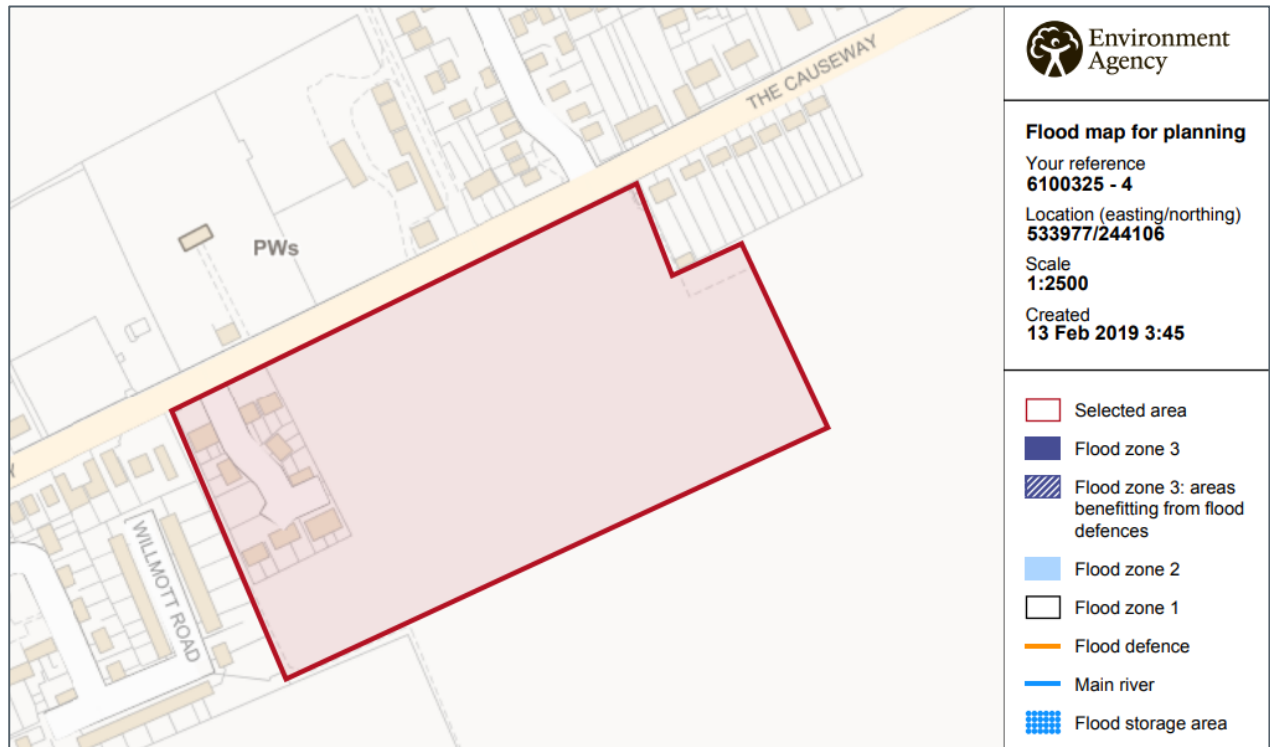 THE CAUSEWAY
PWs
Y
WILLMOTT ROAD
Environment
Agency
Flood map for planning
Your reference
6100325 - 4
Location (easting/northing)
533977/244106
Scale
1:2500
Created
13 Feb 2019 3:45
Selected area
Flood zone 3
Flood zone 3: areas
benefitting from flood
defences
Flood zone 2
Flood zone 1
Flood defence
Main river
Flood storage area